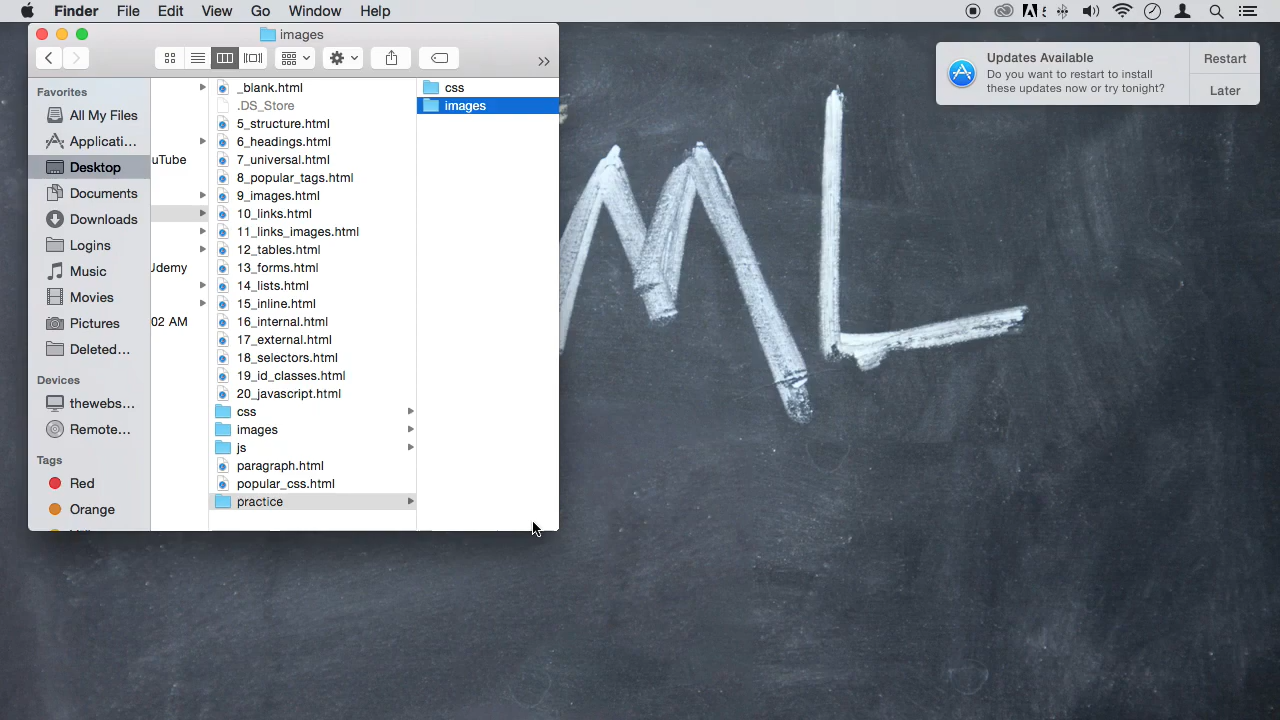 Finder File Edit View Go Window Help
images
Favorites
All My Files
Applicati...
Desktop
Documents
Downloads
Logins
Music
Movies
Pictures
Deleted...
Devices
thewebs...
Remote...
Tags
Red
Orange
uTube
Udemy
02 AM
_blank.html
.DS_Store
5_structure.html
6_headings.html
7_universal.html
8_popular_tags.html
9_images.html
10_links.html
11_links_images.html
12_tables.html
13_forms.html
14_lists.html
15_inline.html
16_internal.html
17_external.html
18_selectors.html
19_id_classes.html
20_javascript.html
css
images
js
paragraph.html
popular_css.html
practice
css
images
Updates Available
Do you want to restart to install
these updates now or try tonight?
Restart
Later
ML